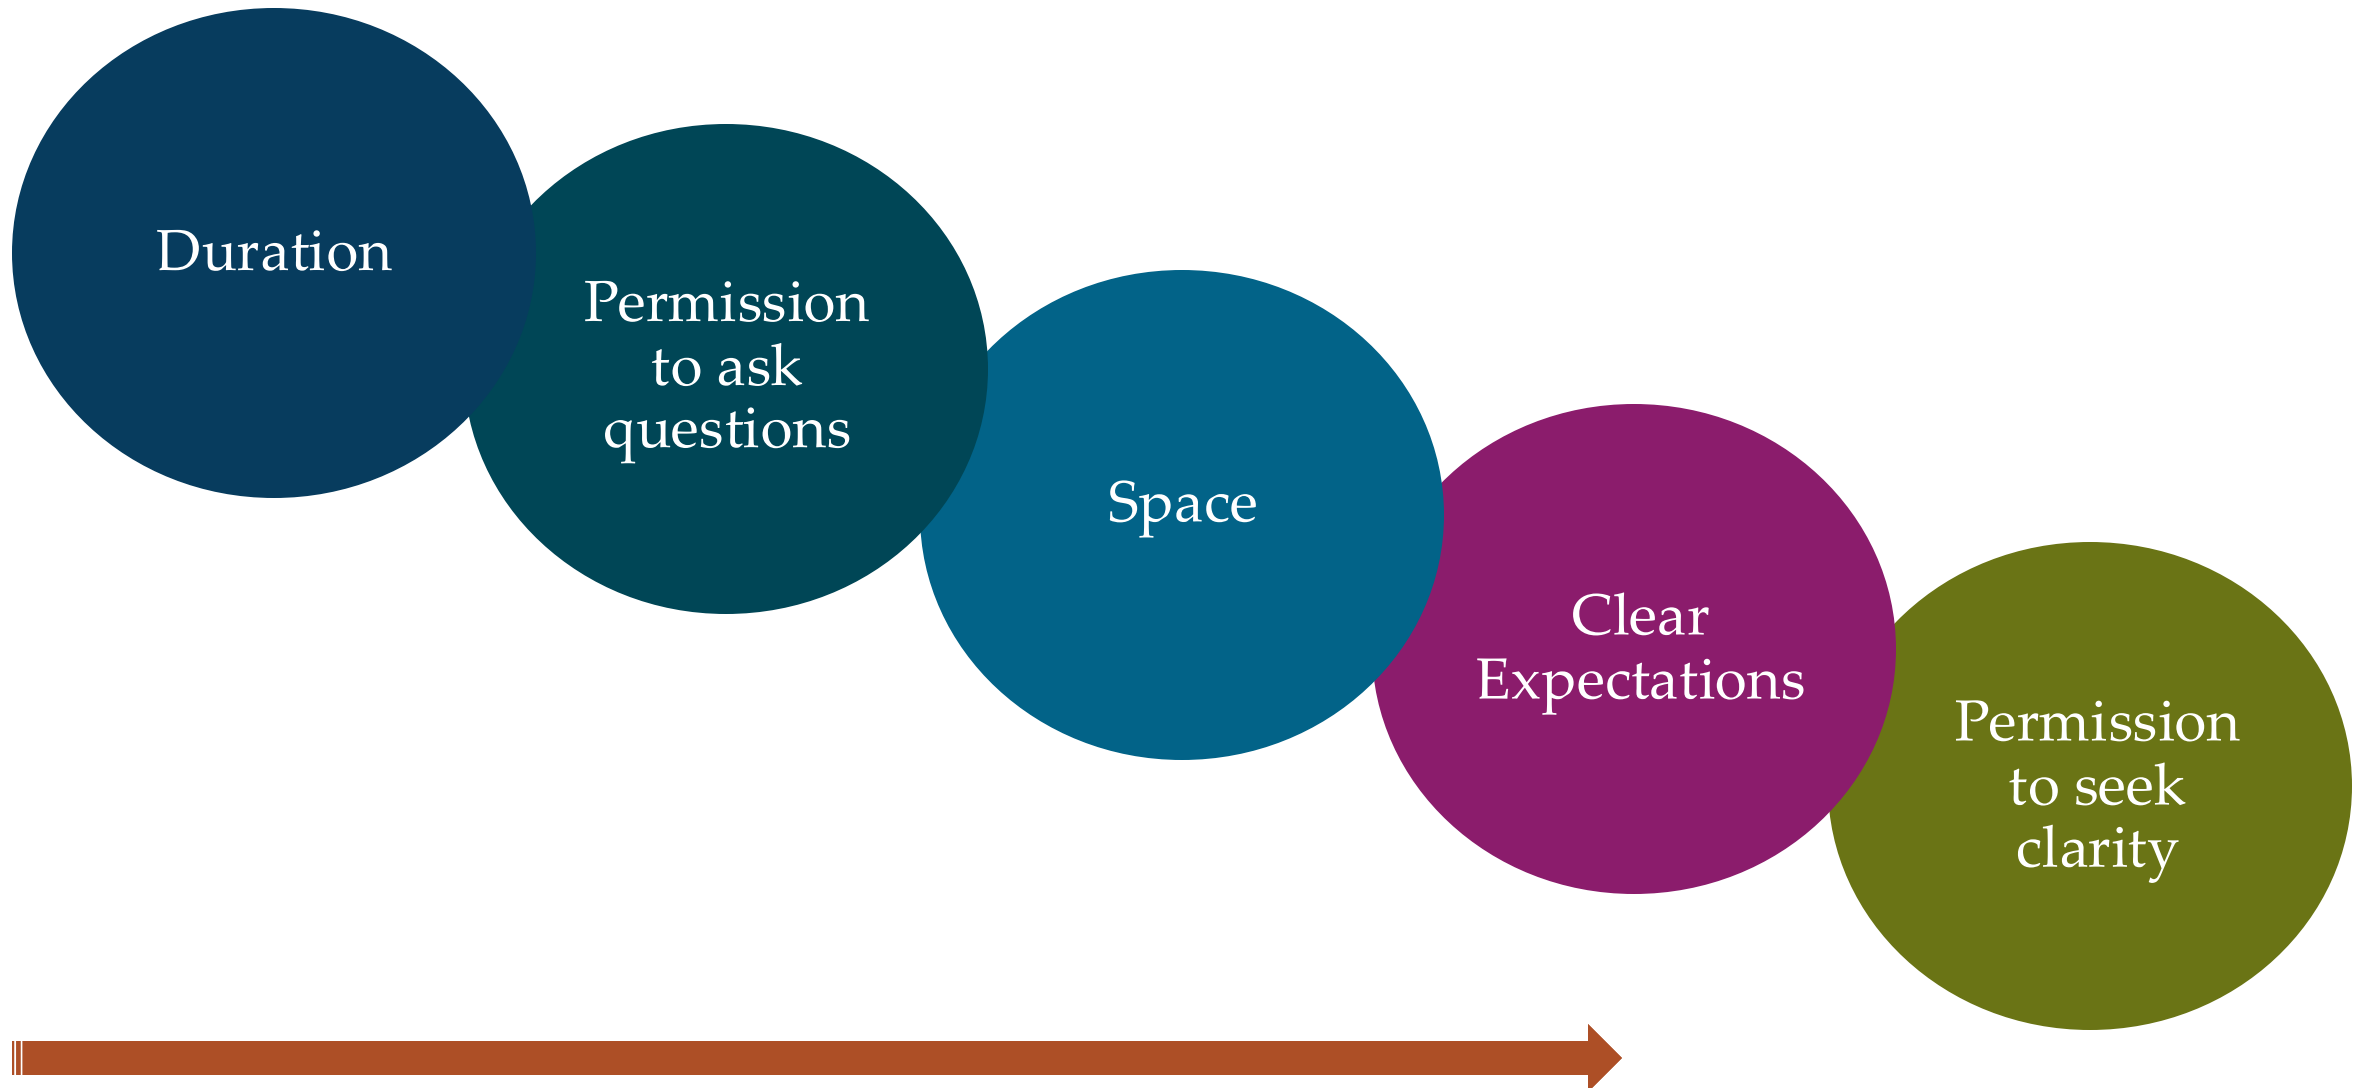 Duration
Permission
to ask
questions
Space
Clear
Expectations
Permission
to seek
clarity